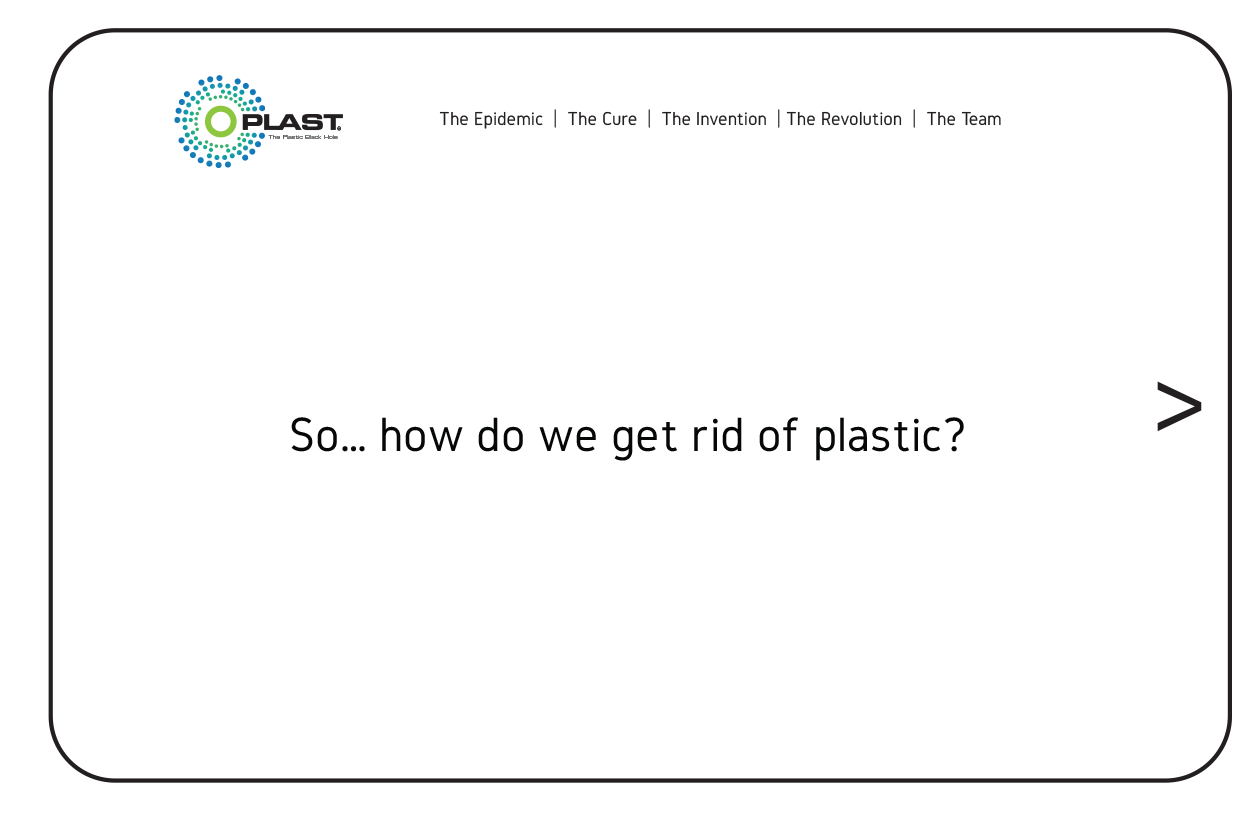 PLAST®
The Plastic Black Hole
The Epidemic | The Cure | The Invention | The Revolution | The Team
So... how do we get rid of plastic?
>